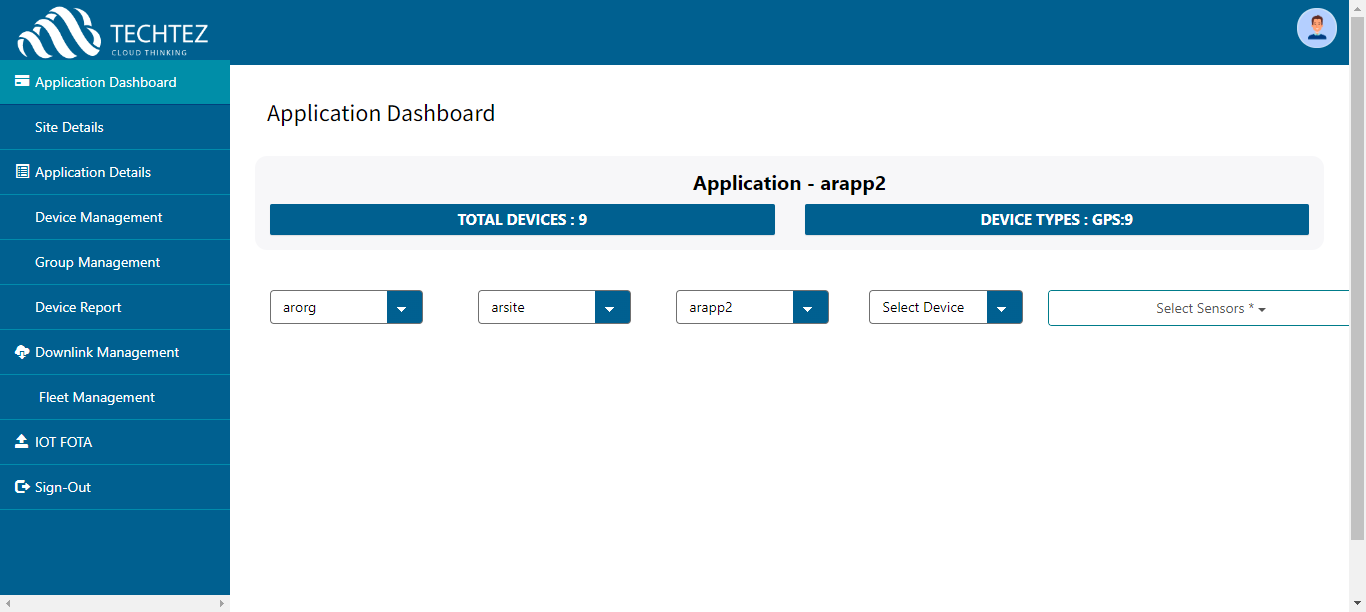 TECHTEZ
CLOUD THINKING
Application Dashboard
Site Details
Application Details
Device Management
Group Management
Device Report
Downlink Management
Fleet Management
IOT FOTA
Sign-Out
Application Dashboard
Application - arapp2
TOTAL DEVICES : 9
DEVICE TYPES : GPS:9
arorg
arsite
arapp2
Select Device
Select Sensors *